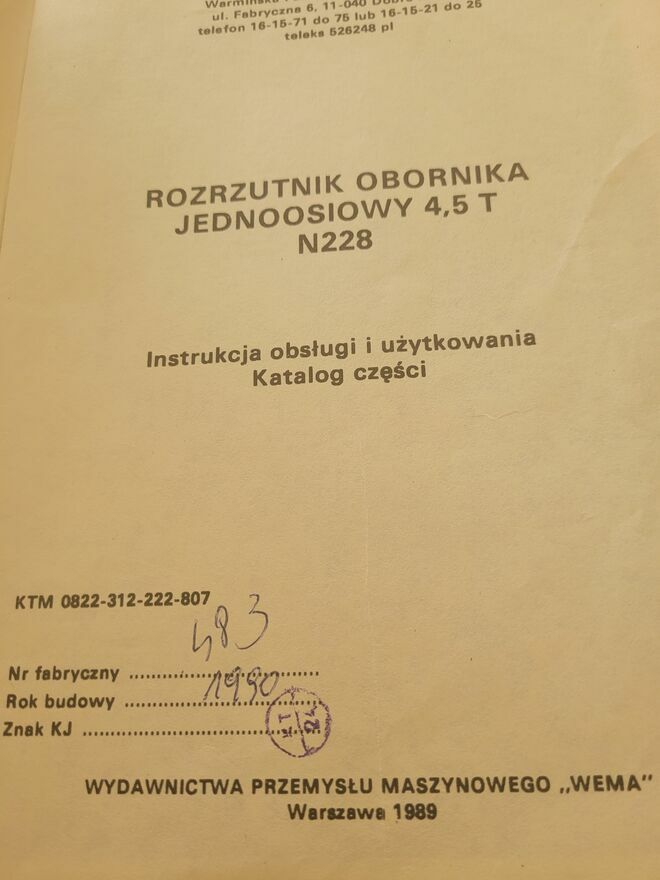 ul. Fabryczna 6, 11-040
telefon 16-15-71 do 75 lub 16-15-21 do 25
teleks 526248 pl
ROZRZUTNIK OBORNIKA
JEDNOOSIOWY 4,5 T
N228
Instrukcja obsługi i użytkowania
Katalog części
KTM 0822-312-222-807
483
Nr fabryczny
Rok budowy 1990
Znak KJ KT 24
WYDAWNICTWA PRZEMYSŁU MASZYNOWEGO „WEMA”
Warszawa 1989